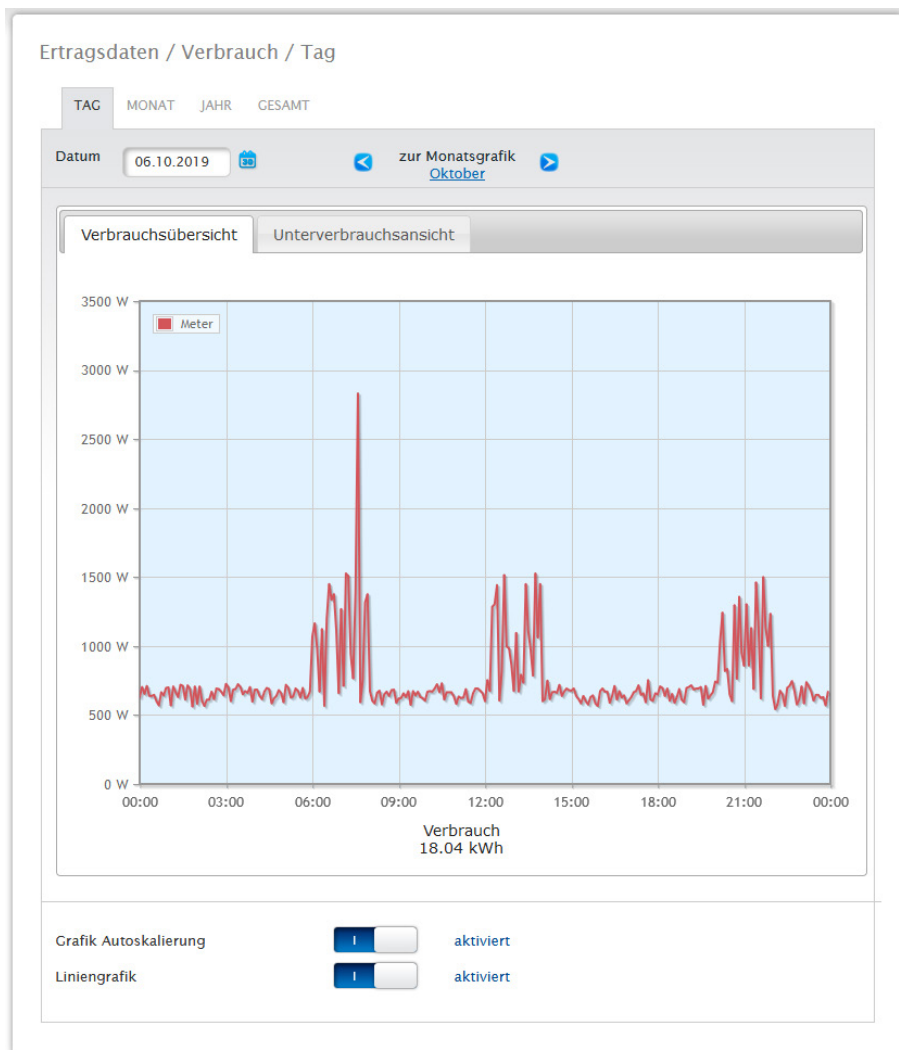 Ertragsdaten / Verbrauch / Tag
TAG MONAT JAHR GESAMT
Datum 06.10.2019 30 zur Monatsgrafik
Oktober
Verbrauchsübersicht Unterverbrauchsansicht
3500 W
Meter
3000 W
2500 W
2000 W
1500 W
1000 W
500 W
0 W
00:00 03:00 06:00 09:00 12:00 15:00 18:00 21:00 00:00
Verbrauch
18.04 kWh
Grafik Autoskalierung I aktiviert
Liniengrafik I aktiviert